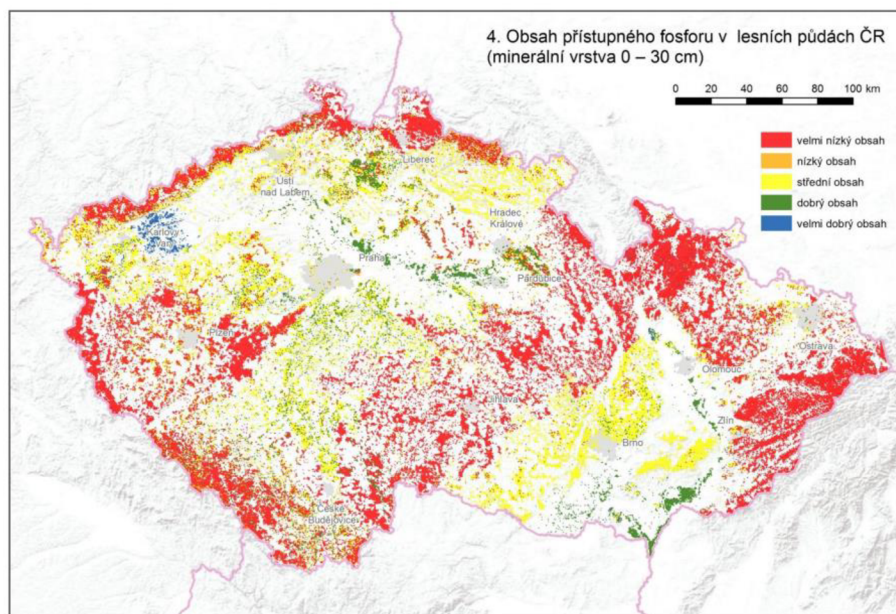 4. Obsah přístupného fosforu v lesních půdách ČR
(minerální vrstva 0 – 30 cm)
0 20 40 60 80 100 km
velmi nízký obsah
nízký obsah
střední obsah
dobrý obsah
velmi dobrý obsah
Liberec
Ústí
nad Labem
Karlovy
Vary
Hradec
Králové
Praha
Pardubice
Plzeň
Ostrava
Olomouc
Jihlava
Zlín
Brno
České
Budějovice